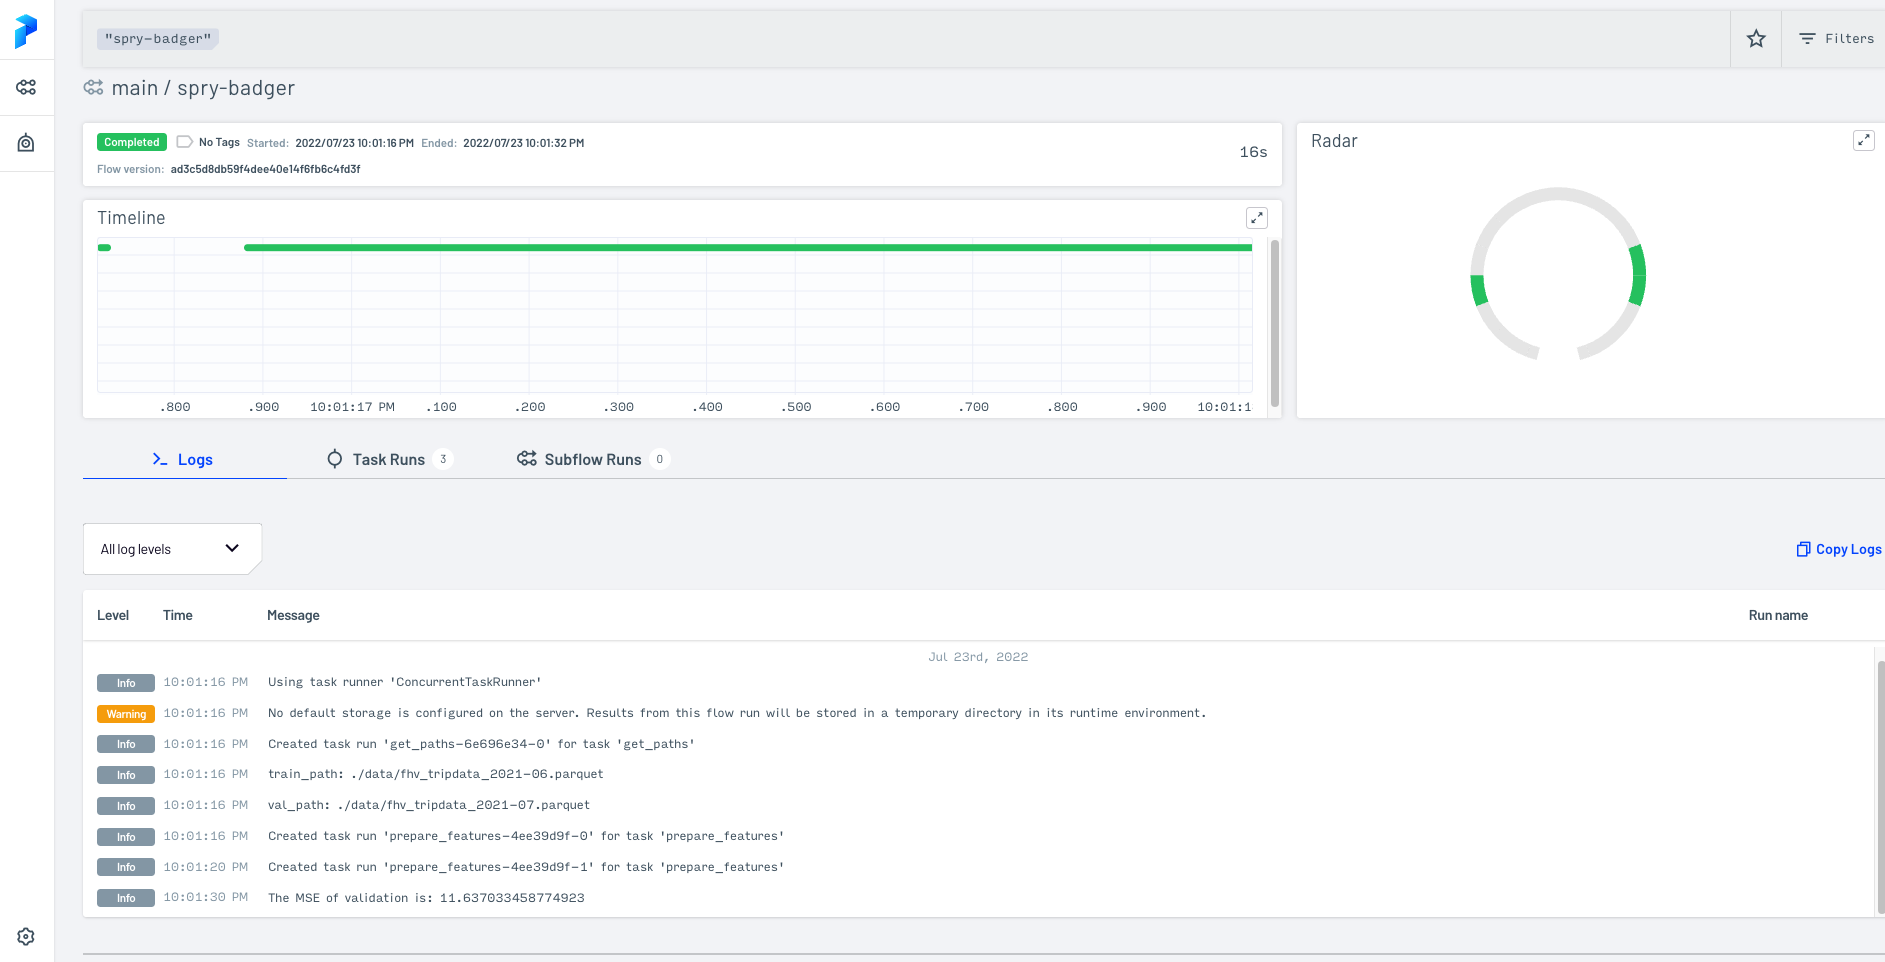 "spry-badger"
Filters
main / spry-badger
Completed No Tags Started: 2022/07/23 10:01:16 PM Ended: 2022/07/23 10:01:32 PM
16s
Flow version: ad3c5d8db59f4dee40e14f6fb6c4fd3f
Radar
Timeline
.800 .900 10:01:17 PM .100 .200 .300 .400 .500 .600 .700 .800 .900 10:01:1
Logs Task Runs 3 Subflow Runs 0
All log levels
Copy Logs
Level Time Message Run name
Jul 23rd, 2022
Info 10:01:16 PM Using task runner 'ConcurrentTaskRunner'
Warning 10:01:16 PM No default storage is configured on the server. Results from this flow run will be stored in a temporary directory in its runtime environment.
Info 10:01:16 PM Created task run 'get_paths-6e696e34-0' for task 'get_paths'
Info 10:01:16 PM train_path: ./data/fhv_tripdata_2021-06.parquet
Info 10:01:16 PM val_path: ./data/fhv_tripdata_2021-07.parquet
Info 10:01:16 PM Created task run 'prepare_features-4ee39d9f-0' for task 'prepare_features'
Info 10:01:20 PM Created task run 'prepare_features-4ee39d9f-1' for task 'prepare_features'
Info 10:01:30 PM The MSE of validation is: 11.637033458774923